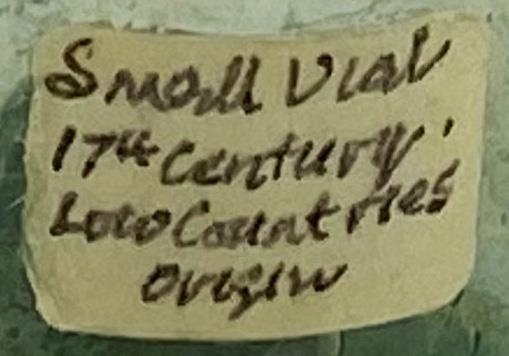 Small Vial
17th Century.
Low Countries
Origin